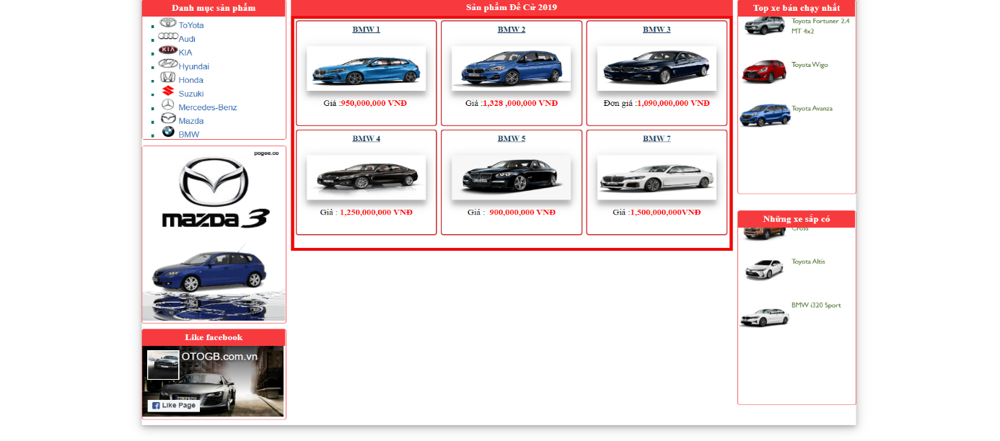 Danh mục sản phẩm
ToYota
Audi
KIA
KIA
Hyundai
Honda
Suzuki
Mercedes-Benz
Mazda
BMW
pogee.co
mazda 3
Like facebook
OTOGB.com.vn
Like Page
Sản phẩm Đề Cử 2019
BMW 1
Giá :950,000,000 VNĐ
BMW 2
Giá :1,328 ,000,000 VNĐ
BMW 3
Đơn giá :1,090,000,000 VNĐ
BMW 4
Giá : 1,250,000,000 VNĐ
BMW 5
Giá :  900,000,000 VNĐ
BMW 7
Giá :1,500,000,000VNĐ
Top xe bán chạy nhất
Toyota Fortuner 2.4
MT 4x2
Toyota Wigo
Toyota Avanza
Những xe sắp có
Cross
Toyota Altis
BMW i320 Sport